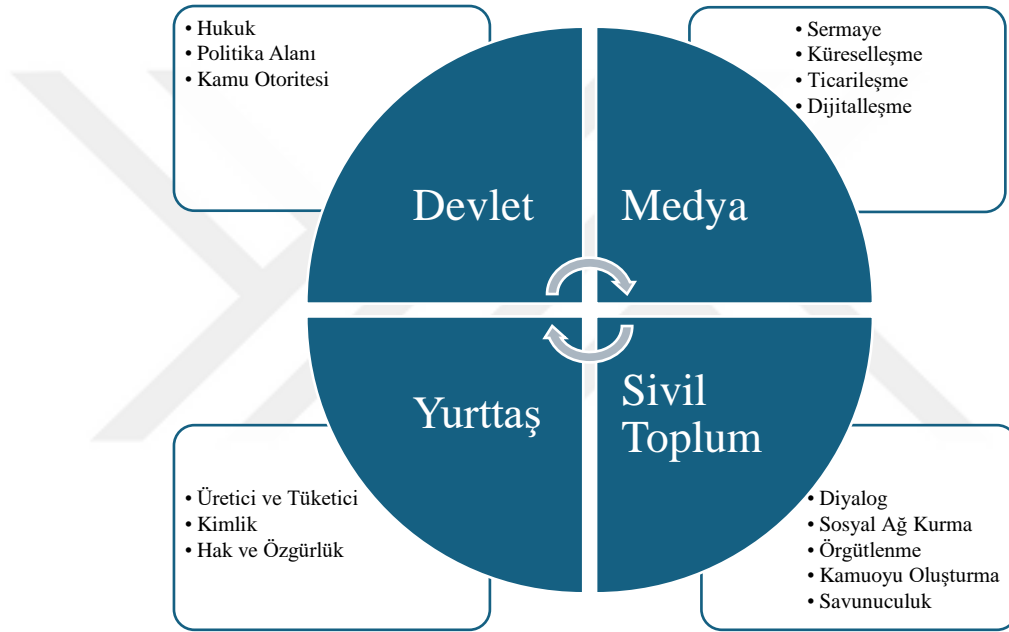 • Hukuk
• Politika Alanı
• Kamu Otoritesi
• Sermaye
• Küreselleşme
• Ticarileşme
• Dijitalleşme
Devlet
Medya
Yurttaş
Sivil
Toplum
• Üretici ve Tüketici
• Kimlik
• Hak ve Özgürlük
• Diyalog
• Sosyal Ağ Kurma
• Örgütlenme
• Kamuoyu Oluşturma
• Savunuculuk